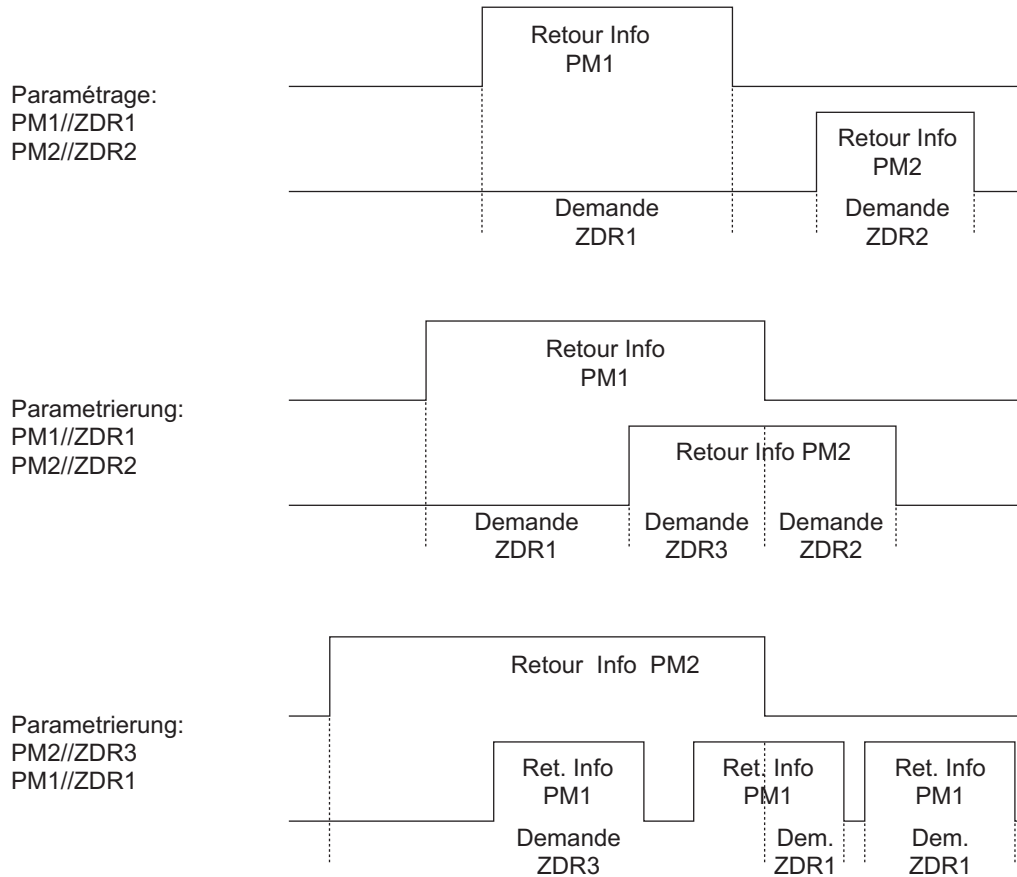 Paramétrage:
PM1//ZDR1
PM2//ZDR2
Retour Info
PM1
Retour Info
PM2
Demande
ZDR1
Demande
ZDR2
Parametrierung:
PM1//ZDR1
PM2//ZDR2
Retour Info
PM1
Retour Info PM2
Demande
ZDR1
Demande
ZDR3
Demande
ZDR2
Parametrierung:
PM2//ZDR3
PM1//ZDR1
Retour Info PM2
Ret. Info
PM1
Ret. Info
PM1
Ret. Info
PM1
Demande
ZDR3
Dem.
ZDR1
Dem.
ZDR1